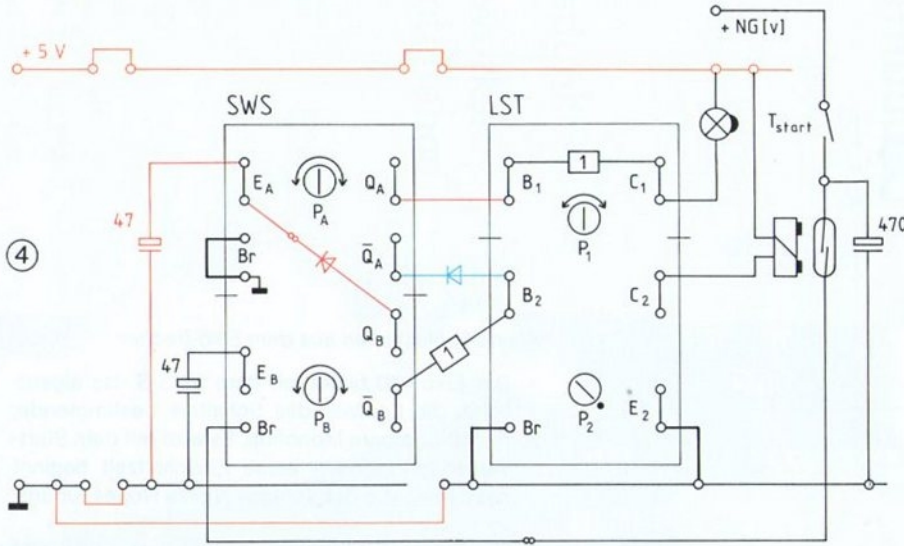 + NG[v]
+ 5 V
SWS
LST
T start
E A
P A
Q A
B 1
1
C 1
47
P 1
470
4
Br
Q̅ A
B 2
C 2
Q B
47
E B
1
P B
Q̅ B
P 2
E 2
Br
Br